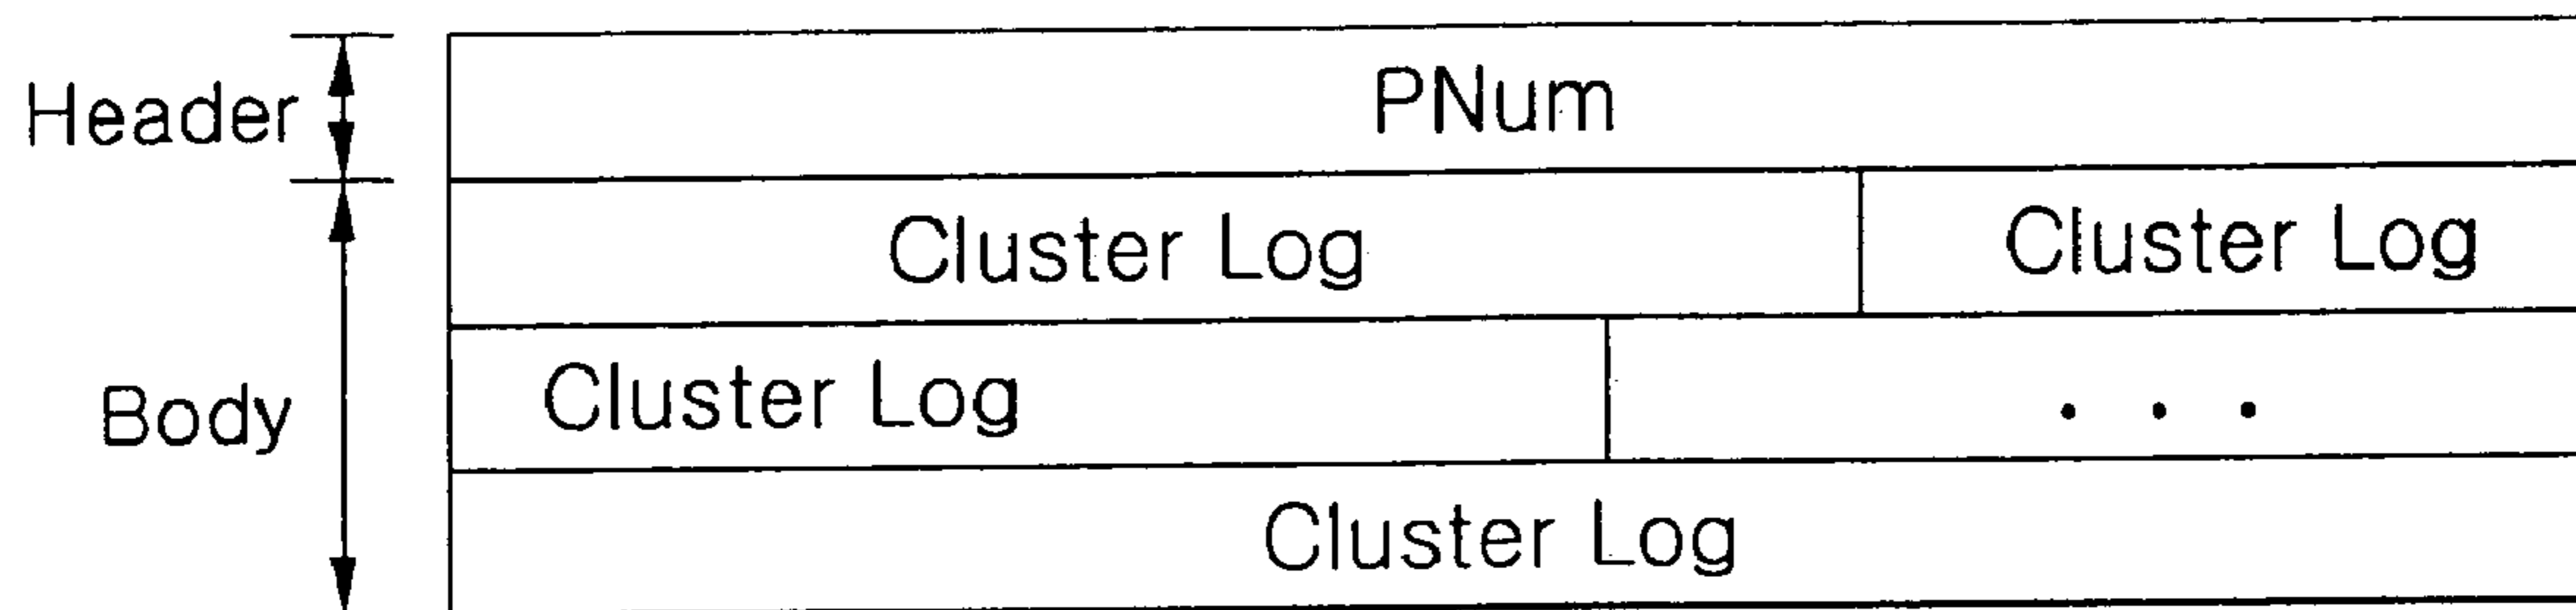 Header PNum
Cluster Log Cluster Log
Body Cluster Log . . .
Cluster Log